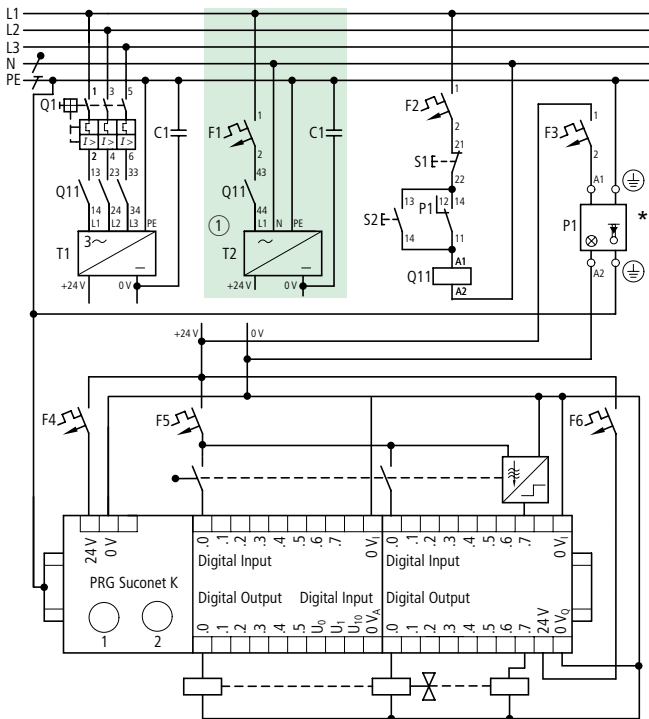 L1
L2
L3
N
PE
1 3 5
Q1
I> I> I>
2 4 6
13 23 33
Q11
14 24 34
L1 L2 L3 PE
3~
T1
+24 V 0 V
C1
F1
1
2
43
Q11
44
①
L1 N PE
~
T2
+24 V 0 V
C1
F2
1
2
21
S1
22
13
S2
14
P1
12 14
11
A1
Q11
A2
F3
1
2
A1
P1
*
A2
+24 V 0 V
F4
F5
F6
24 V
0 V
PRG Suconet K
1 2
.0 .1 .2 .3 .4 .5 .6 .7 0 VI
Digital Input
Digital Output Digital Input
.0 .1 .2 .3 .4 .5 U0 U1 U10 0 VA
.0 .1 .2 .3 .4 .5 .6 .7 0 VI
Digital Input
Digital Output
.0 .1 .2 .3 .4 .5 .6 .7 24 V 0 VQ